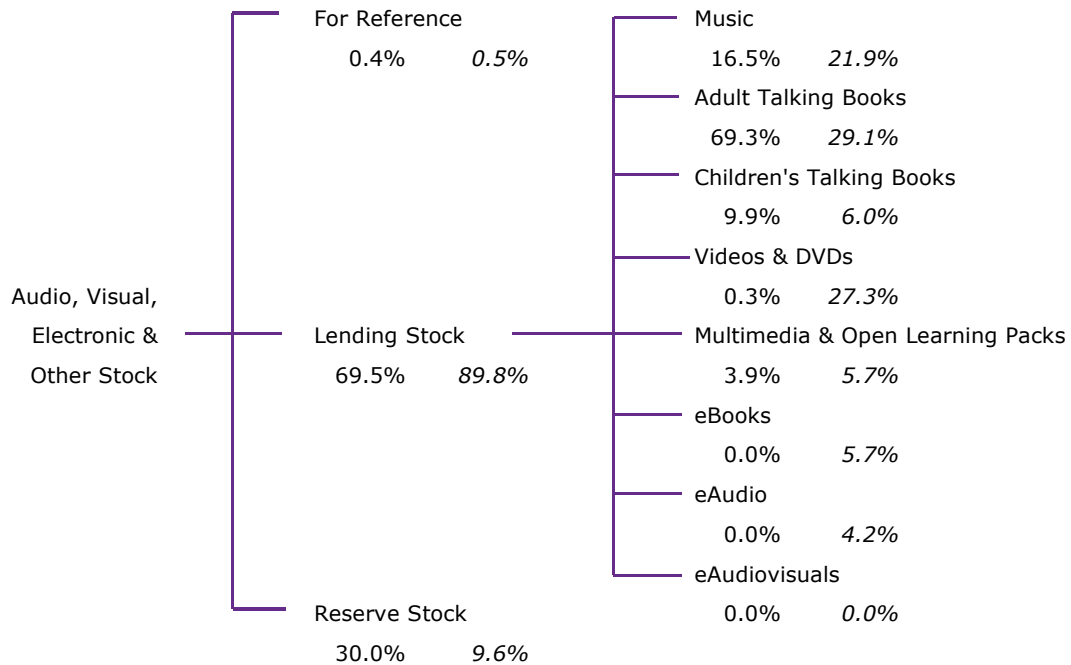 For Reference
0.4% 0.5%
Audio, Visual,
Electronic &
Other Stock
Lending Stock
69.5% 89.8%
Reserve Stock
30.0% 9.6%
Music
16.5% 21.9%
Adult Talking Books
69.3% 29.1%
Children's Talking Books
9.9% 6.0%
Videos & DVDs
0.3% 27.3%
Multimedia & Open Learning Packs
3.9% 5.7%
eBooks
0.0% 5.7%
eAudio
0.0% 4.2%
eAudiovisuals
0.0% 0.0%